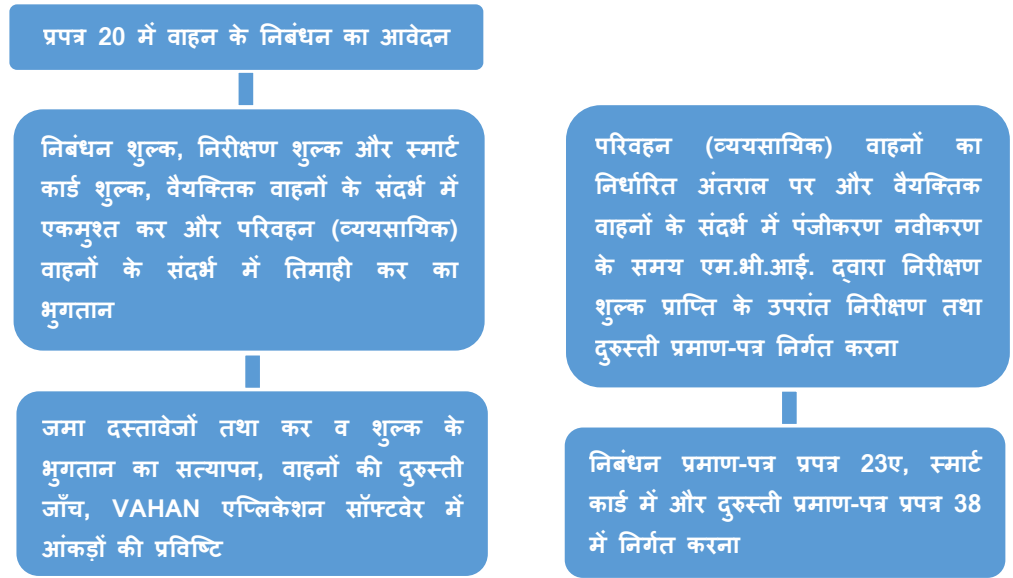 प्रपत्र 20 में वाहन के निबंधन का आवेदन
निबंधन शुल्क, निरीक्षण शुल्क और स्मार्ट
कार्ड शुल्क, वैयक्तिक वाहनों के संदर्भ में
एकमुश्त कर और परिवहन (व्ययसायिक)
वाहनों के संदर्भ में तिमाही कर का
भुगतान
जमा दस्तावेजों तथा कर व शुल्क के
भुगतान का सत्यापन, वाहनों की दुरुस्ती
जाँच, VAHAN एप्लिकेशन सॉफ्टवेर में
आंकड़ों की प्रविष्टि
परिवहन (व्ययसायिक) वाहनों का
निर्धारित अंतराल पर और वैयक्तिक
वाहनों के संदर्भ में पंजीकरण नवीकरण
के समय एम.भी.आई. द्वारा निरीक्षण
शुल्क प्राप्ति के उपरांत निरीक्षण तथा
दुरुस्ती प्रमाण-पत्र निर्गत करना
निबंधन प्रमाण-पत्र प्रपत्र 23ए, स्मार्ट
कार्ड में और दुरुस्ती प्रमाण-पत्र प्रपत्र 38
में निर्गत करना